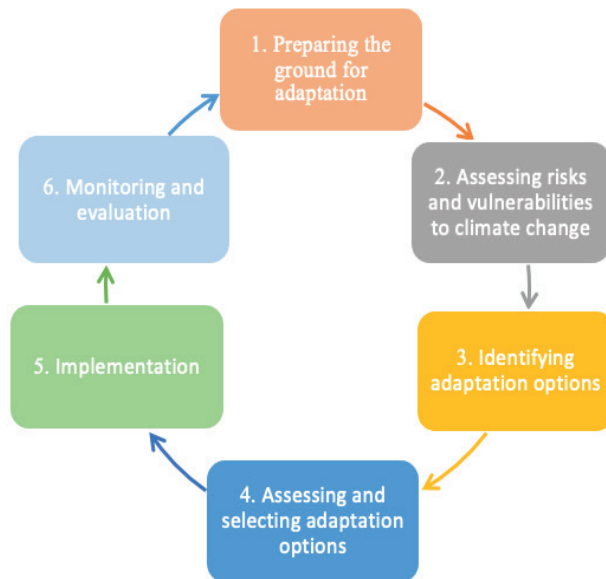 1. Preparing the
ground for
adaptation
2. Assessing risks
and vulnerabilities
to climate change
3. Identifying
adaptation options
4. Assessing and
selecting adaptation
options
5. Implementation
6. Monitoring and
evaluation